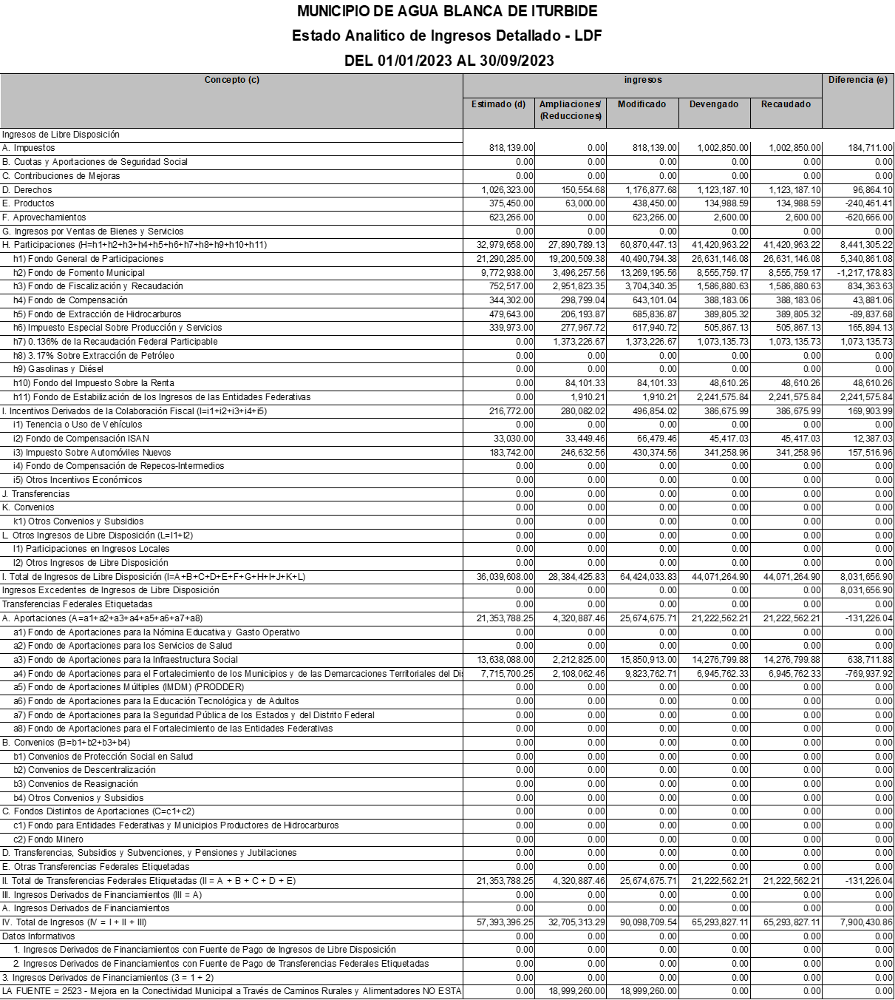 MUNICIPIO DE AGUA BLANCA DE ITURBIDE
Estado Analitico de Ingresos Detallado - LDF
DEL 01/01/2023 AL 30/09/2023
Concepto (c) ingresos Diferencia (e)
Estimado (d) Ampliaciones/ (Reducciones) Modificado Devengado Recaudado
Ingresos de Libre Disposición
A. Impuestos 818,139.00 0.00 818,139.00 1,002,850.00 1,002,850.00 184,711.00
B. Cuotas y Aportaciones de Seguridad Social 0.00 0.00 0.00 0.00 0.00 0.00
C. Contribuciones de Mejoras 0.00 0.00 0.00 0.00 0.00 0.00
D. Derechos 1,026,323.00 150,554.68 1,176,877.68 1,123,187.10 1,123,187.10 96,864.10
E. Productos 375,450.00 63,000.00 438,450.00 134,988.59 134,988.59 -240,461.41
F. Aprovechamientos 623,266.00 0.00 623,266.00 2,600.00 2,600.00 -620,666.00
G. Ingresos por Ventas de Bienes y Servicios 0.00 0.00 0.00 0.00 0.00 0.00
H. Participaciones (H=h1+h2+h3+h4+h5+h6+h7+h8+h9+h10+h11) 32,979,658.00 27,890,789.13 60,870,447.13 41,420,963.22 41,420,963.22 8,441,305.22
h1) Fondo General de Participaciones 21,290,285.00 19,200,509.38 40,490,794.38 26,631,146.08 26,631,146.08 5,340,861.08
h2) Fondo de Fomento Municipal 9,772,938.00 3,496,257.56 13,269,195.56 8,555,759.17 8,555,759.17 -1,217,178.83
h3) Fondo de Fiscalización y Recaudación 752,517.00 2,951,823.35 3,704,340.35 1,586,880.63 1,586,880.63 834,363.63
h4) Fondo de Compensación 344,302.00 298,799.04 643,101.04 388,183.06 388,183.06 43,881.06
h5) Fondo de Extracción de Hidrocarburos 479,643.00 206,193.87 685,836.87 389,805.32 389,805.32 -89,837.68
h6) Impuesto Especial Sobre Producción y Servicios 339,973.00 277,967.72 617,940.72 505,867.13 505,867.13 165,894.13
h7) 0.136% de la Recaudación Federal Participable 0.00 1,373,226.67 1,373,226.67 1,073,135.73 1,073,135.73 1,073,135.73
h8) 3.17% Sobre Extracción de Petróleo 0.00 0.00 0.00 0.00 0.00 0.00
h9) Gasolinas y Diésel 0.00 0.00 0.00 0.00 0.00 0.00
h10) Fondo del Impuesto Sobre la Renta 0.00 84,101.33 84,101.33 48,610.26 48,610.26 48,610.26
h11) Fondo de Estabilización de los Ingresos de las Entidades Federativas 0.00 1,910.21 1,910.21 2,241,575.84 2,241,575.84 2,241,575.84
I. Incentivos Derivados de la Colaboración Fiscal (I=i1+i2+i3+i4+i5) 216,772.00 280,082.02 496,854.02 386,675.99 386,675.99 169,903.99
i1) Tenencia o Uso de Vehículos 0.00 0.00 0.00 0.00 0.00 0.00
i2) Fondo de Compensación ISAN 33,030.00 33,449.46 66,479.46 45,417.03 45,417.03 12,387.03
i3) Impuesto Sobre Automóviles Nuevos 183,742.00 246,632.56 430,374.56 341,258.96 341,258.96 157,516.96
i4) Fondo de Compensación de Repecos-Intermedios 0.00 0.00 0.00 0.00 0.00 0.00
i5) Otros Incentivos Económicos 0.00 0.00 0.00 0.00 0.00 0.00
J. Transferencias 0.00 0.00 0.00 0.00 0.00 0.00
K. Convenios 0.00 0.00 0.00 0.00 0.00 0.00
k1) Otros Convenios y Subsidios 0.00 0.00 0.00 0.00 0.00 0.00
L. Otros Ingresos de Libre Disposición (L=l1+l2) 0.00 0.00 0.00 0.00 0.00 0.00
l1) Participaciones en Ingresos Locales 0.00 0.00 0.00 0.00 0.00 0.00
l2) Otros Ingresos de Libre Disposición 0.00 0.00 0.00 0.00 0.00 0.00
I. Total de Ingresos de Libre Disposición (I=A+B+C+D+E+F+G+H+I+J+K+L) 36,039,608.00 28,384,425.83 64,424,033.83 44,071,264.90 44,071,264.90 8,031,656.90
Ingresos Excedentes de Ingresos de Libre Disposición 0.00 0.00 0.00 0.00 0.00 8,031,656.90
Transferencias Federales Etiquetadas 0.00 0.00 0.00 0.00 0.00 0.00
A. Aportaciones (A=a1+a2+a3+a4+a5+a6+a7+a8) 21,353,788.25 4,320,887.46 25,674,675.71 21,222,562.21 21,222,562.21 -131,226.04
a1) Fondo de Aportaciones para la Nómina Educativa y Gasto Operativo 0.00 0.00 0.00 0.00 0.00 0.00
a2) Fondo de Aportaciones para los Servicios de Salud 0.00 0.00 0.00 0.00 0.00 0.00
a3) Fondo de Aportaciones para la Infraestructura Social 13,638,088.00 2,212,825.00 15,850,913.00 14,276,799.88 14,276,799.88 638,711.88
a4) Fondo de Aportaciones para el Fortalecimiento de los Municipios y de las Demarcaciones Territoriales del Di 7,715,700.25 2,108,062.46 9,823,762.71 6,945,762.33 6,945,762.33 -769,937.92
a5) Fondo de Aportaciones Múltiples (IMDM) (PRODDER) 0.00 0.00 0.00 0.00 0.00 0.00
a6) Fondo de Aportaciones para la Educación Tecnológica y de Adultos 0.00 0.00 0.00 0.00 0.00 0.00
a7) Fondo de Aportaciones para la Seguridad Pública de los Estados y del Distrito Federal 0.00 0.00 0.00 0.00 0.00 0.00
a8) Fondo de Aportaciones para el Fortalecimiento de las Entidades Federativas 0.00 0.00 0.00 0.00 0.00 0.00
B. Convenios (B=b1+b2+b3+b4) 0.00 0.00 0.00 0.00 0.00 0.00
b1) Convenios de Protección Social en Salud 0.00 0.00 0.00 0.00 0.00 0.00
b2) Convenios de Descentralización 0.00 0.00 0.00 0.00 0.00 0.00
b3) Convenios de Reasignación 0.00 0.00 0.00 0.00 0.00 0.00
b4) Otros Convenios y Subsidios 0.00 0.00 0.00 0.00 0.00 0.00
C. Fondos Distintos de Aportaciones (C=c1+c2) 0.00 0.00 0.00 0.00 0.00 0.00
c1) Fondo para Entidades Federativas y Municipios Productores de Hidrocarburos 0.00 0.00 0.00 0.00 0.00 0.00
c2) Fondo Minero 0.00 0.00 0.00 0.00 0.00 0.00
D. Transferencias, Subsidios y Subvenciones, y Pensiones y Jubilaciones 0.00 0.00 0.00 0.00 0.00 0.00
E. Otras Transferencias Federales Etiquetadas 0.00 0.00 0.00 0.00 0.00 0.00
II. Total de Transferencias Federales Etiquetadas (II = A + B + C + D + E) 21,353,788.25 4,320,887.46 25,674,675.71 21,222,562.21 21,222,562.21 -131,226.04
III. Ingresos Derivados de Financiamientos (III = A) 0.00 0.00 0.00 0.00 0.00 0.00
A. Ingresos Derivados de Financiamientos 0.00 0.00 0.00 0.00 0.00 0.00
IV. Total de Ingresos (IV = I + II + III) 57,393,396.25 32,705,313.29 90,098,709.54 65,293,827.11 65,293,827.11 7,900,430.86
Datos Informativos 0.00 0.00 0.00 0.00 0.00 0.00
1. Ingresos Derivados de Financiamientos con Fuente de Pago de Ingresos de Libre Disposición 0.00 0.00 0.00 0.00 0.00 0.00
2. Ingresos Derivados de Financiamientos con Fuente de Pago de Transferencias Federales Etiquetadas 0.00 0.00 0.00 0.00 0.00 0.00
3. Ingresos Derivados de Financiamientos (3 = 1 + 2) 0.00 0.00 0.00 0.00 0.00 0.00
LA FUENTE = 2523 - Mejora en la Conectividad Municipal a Través de Caminos Rurales y Alimentadores NO ESTA 0.00 18,999,260.00 18,999,260.00 0.00 0.00 0.00